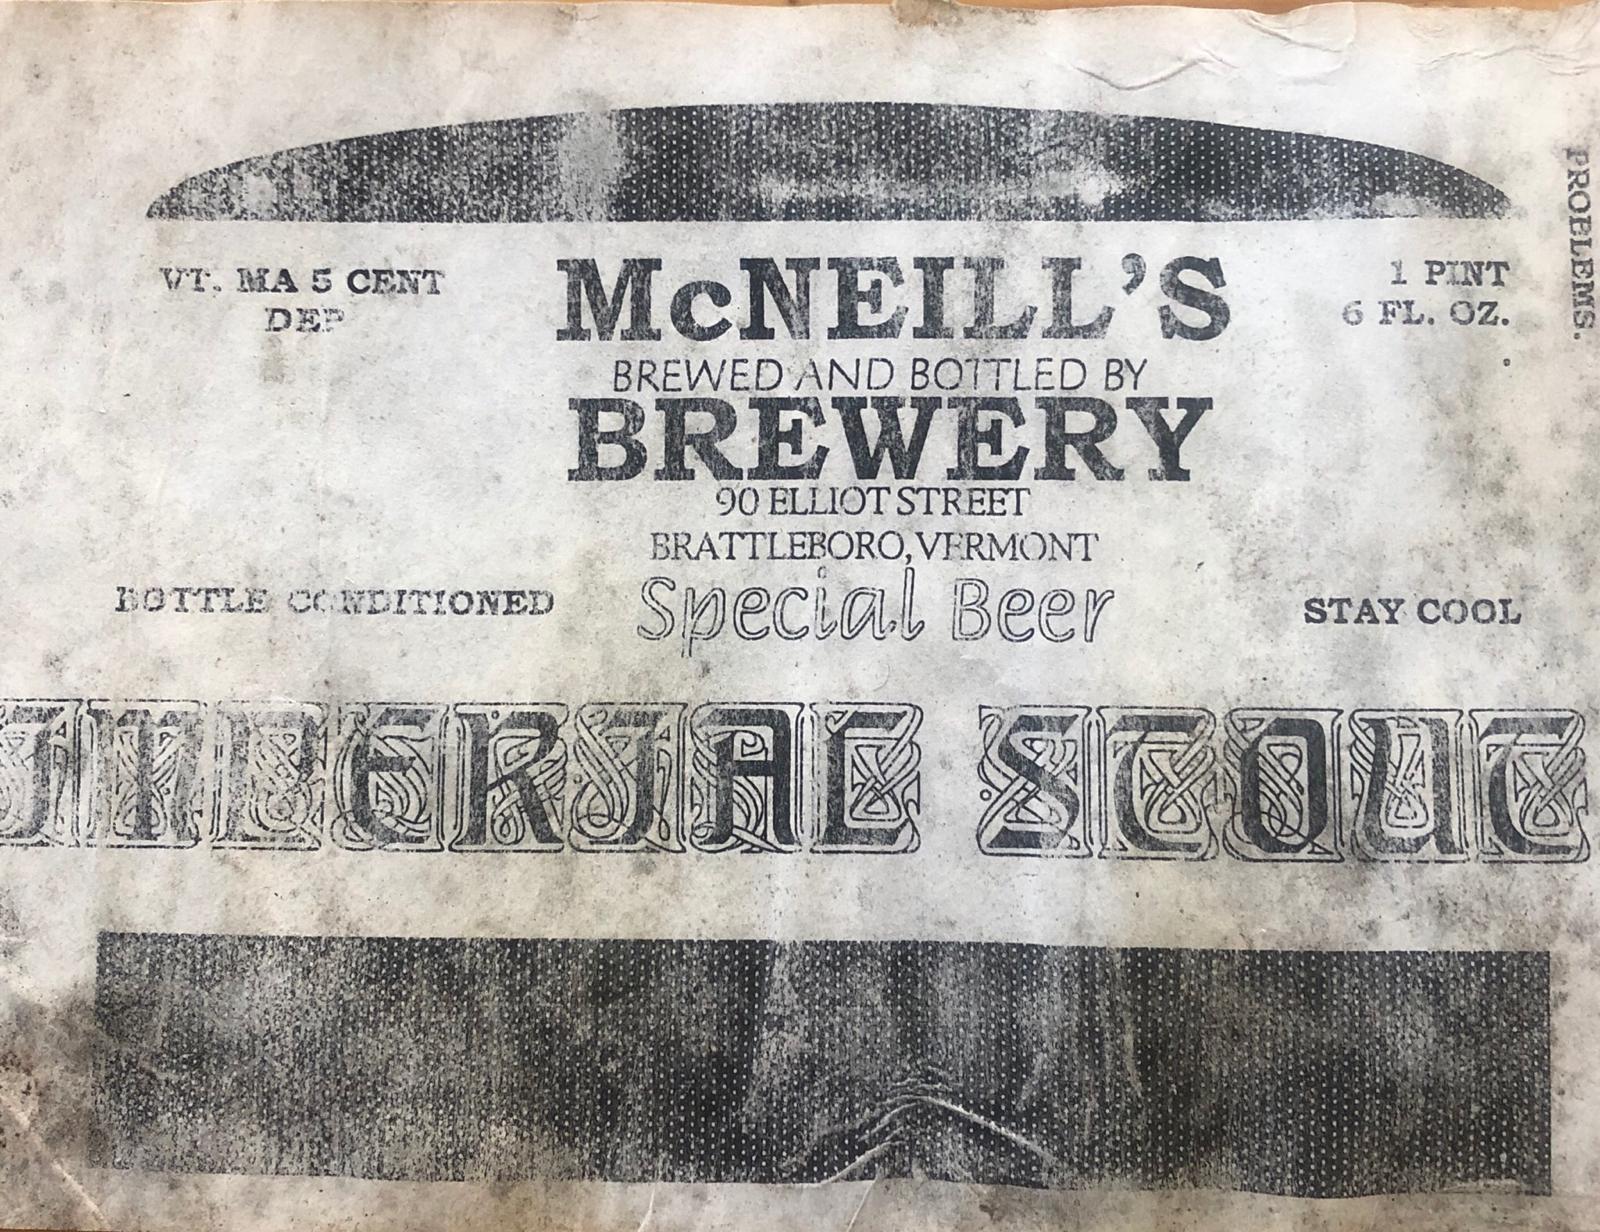 VT. MA 5 CENT
DEP
McNEILL'S
BREWED AND BOTTLED BY
BREWERY
90 ELLIOT STREET
BRATTLEBORO, VERMONT
1 PINT
6 FL. OZ.
BOTTLE CONDITIONED
Special Beer
STAY COOL
IMPERIAL STOUT
PROBLEMS.